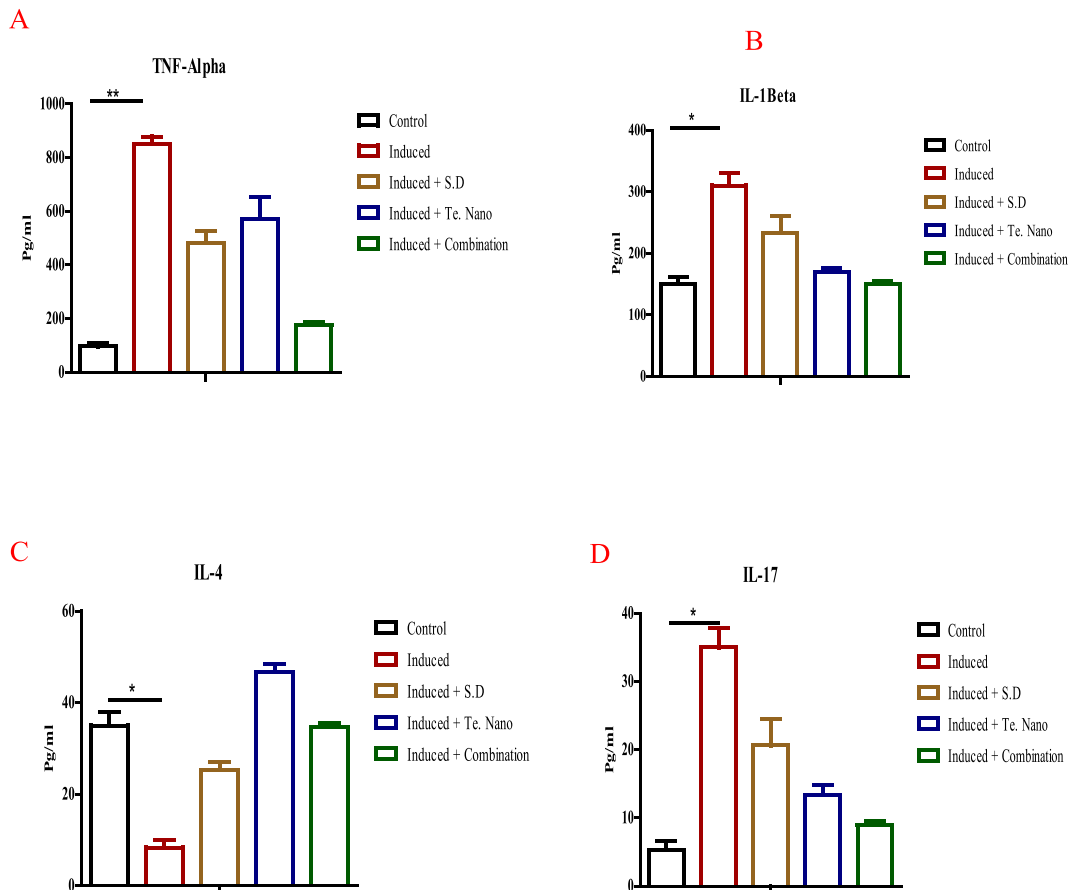 A
TNF-Alpha
**
1000
800
600
400
200
0
Pg/ml
Control
Induced
Induced + S.D
Induced + Te. Nano
Induced + Combination
B
IL-1Beta
*
400
300
200
100
0
Pg/ml
Control
Induced
Induced + S.D
Induced + Te. Nano
Induced + Combination
C
IL-4
*
60
40
20
0
Pg/ml
Control
Induced
Induced + S.D
Induced + Te. Nano
Induced + Combination
D
IL-17
*
40
30
20
10
0
Pg/ml
Control
Induced
Induced + S.D
Induced + Te. Nano
Induced + Combination